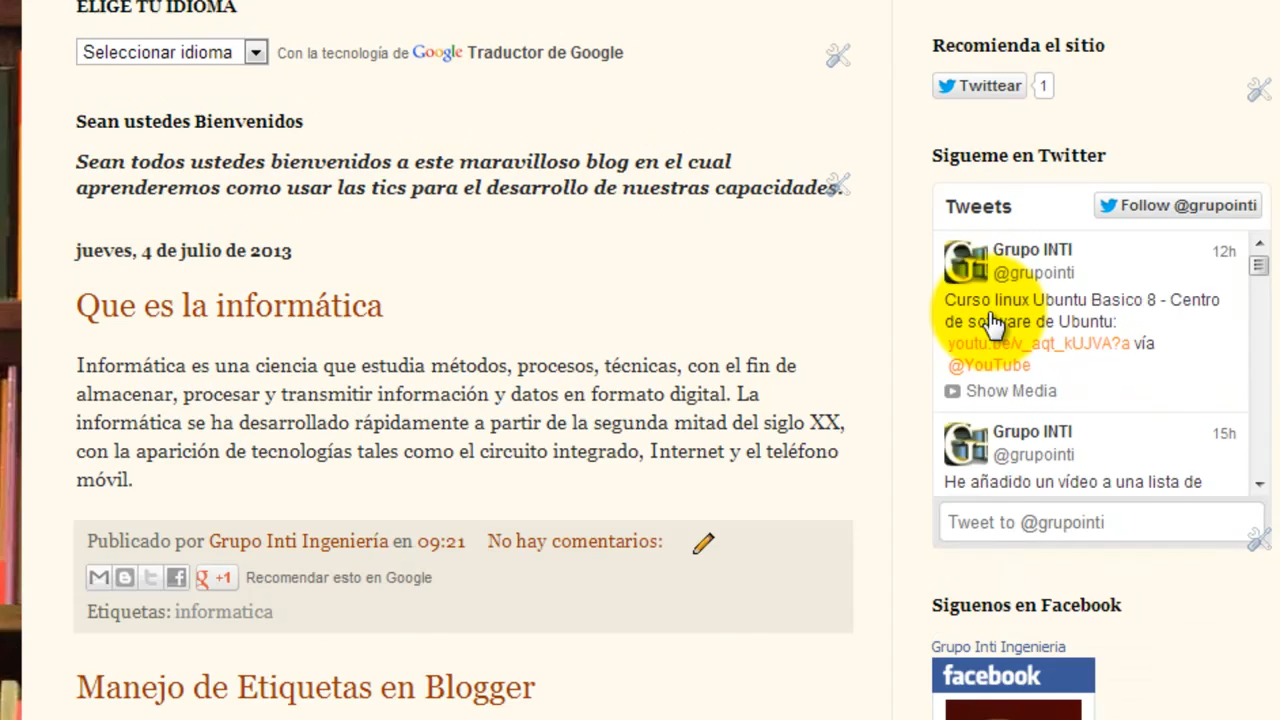 ELIGE TU IDIOMA
Seleccionar idioma
Con la tecnología de Google Traductor de Google
Sean ustedes Bienvenidos
Sean todos ustedes bienvenidos a este maravilloso blog en el cual
aprenderemos como usar las tics para el desarrollo de nuestras capacidades.
jueves, 4 de julio de 2013
Que es la informática
Informática es una ciencia que estudia métodos, procesos, técnicas, con el fin de
almacenar, procesar y transmitir información y datos en formato digital. La
informática se ha desarrollado rápidamente a partir de la segunda mitad del siglo XX,
con la aparición de tecnologías tales como el circuito integrado, Internet y el teléfono
móvil.
Publicado por Grupo Inti Ingeniería en 09:21 No hay comentarios:
g +1 Recomendar esto en Google
Etiquetas: informatica
Manejo de Etiquetas en Blogger
Recomienda el sitio
Twittear 1
Sigueme en Twitter
Tweets
Follow @grupointi
Grupo INTI 12h
@grupointi
Curso linux Ubuntu Basico 8 - Centro
de software de Ubuntu:
youtu.be/v_aqt_kUJVA?a vía
@YouTube
Show Media
Grupo INTI 15h
@grupointi
He añadido un vídeo a una lista de
Tweet to @grupointi
Siguenos en Facebook
Grupo Inti Ingenieria
facebook